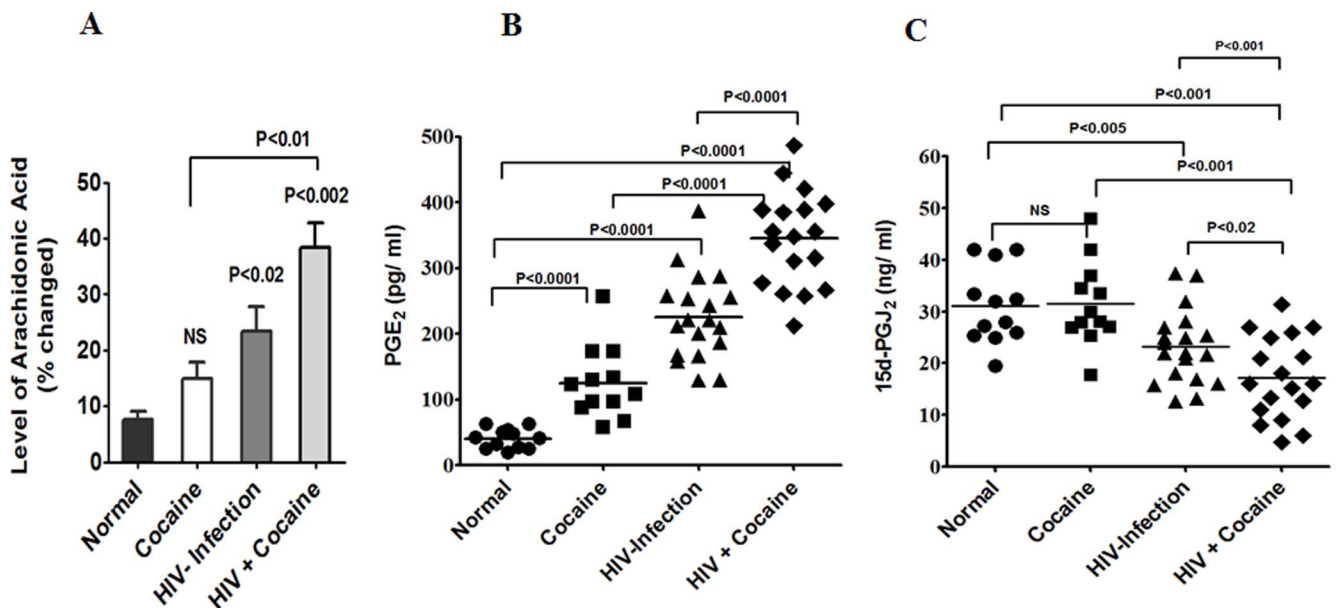 A
P<0.01
P<0.002
P<0.02
NS
Level of Arachidonic Acid
(% changed)
50
40
30
20
10
0
Normal
Cocaine
HIV- Infection
HIV + Cocaine
B
P<0.0001
P<0.0001
P<0.0001
P<0.0001
P<0.0001
PGE₂ (pg/ ml)
500
400
300
200
100
0
Normal
Cocaine
HIV-Infection
HIV + Cocaine
C
P<0.001
P<0.001
P<0.005
P<0.001
NS
P<0.02
15d-PGJ₂ (ng/ ml)
60
50
40
30
20
10
0
Normal
Cocaine
HIV-Infection
HIV + Cocaine